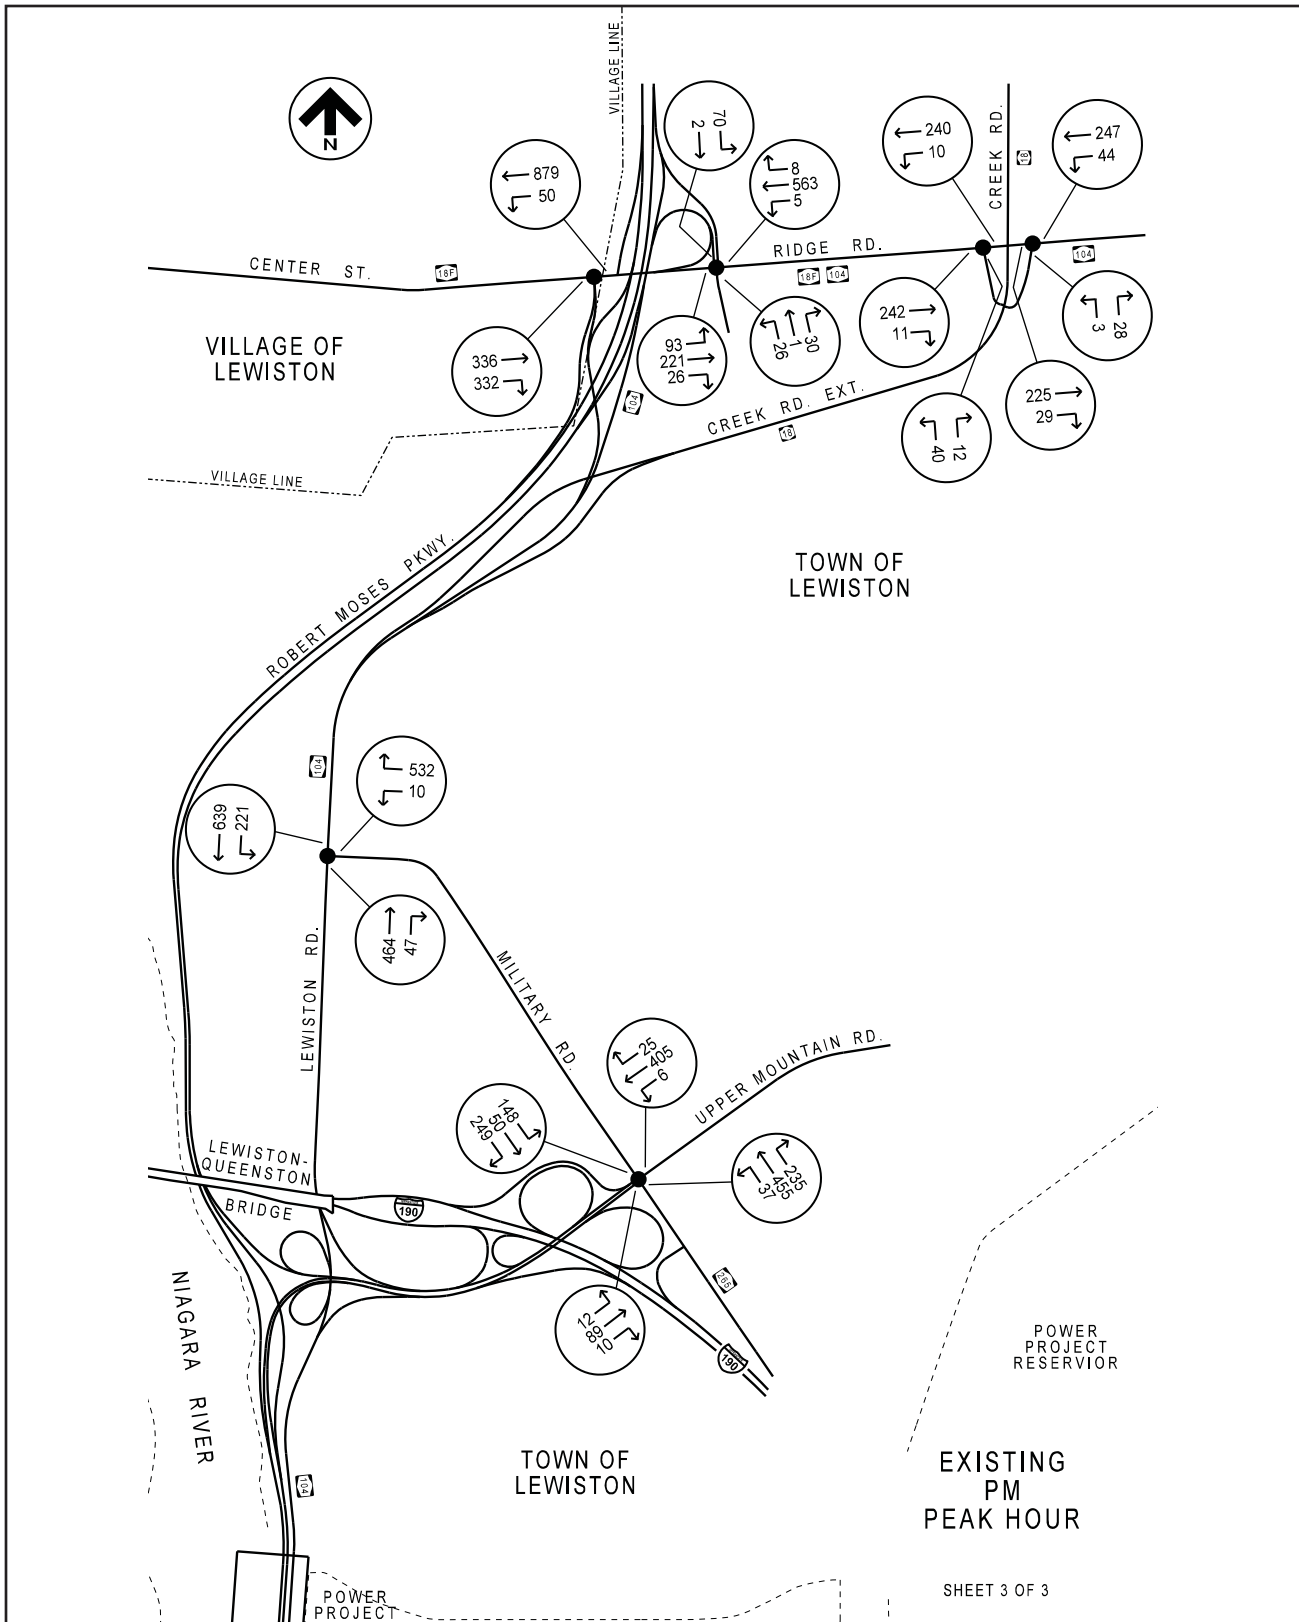 VILLAGE LINE
N
70
2
8
563
5
879
50
240
10
CREEK RD.
18
247
44
CENTER ST.
18F
RIDGE RD.
18F 104
104
VILLAGE OF
LEWISTON
336
332
93
221
26
26
1
30
242
11
3
28
104
CREEK RD. EXT.
18
40
12
225
29
VILLAGE LINE
ROBERT MOSES PKWY.
TOWN OF
LEWISTON
104
532
10
639
221
464
47
LEWISTON RD.
MILITARY RD.
25
405
6
UPPER MOUNTAIN RD.
148
50
249
235
455
37
LEWISTON-
QUEENSTON
BRIDGE
190
265
12
89
10
190
NIAGARA RIVER
POWER
PROJECT
RESERVIOR
104
TOWN OF
LEWISTON
EXISTING
PM
PEAK HOUR
POWER
PROJECT
SHEET 3 OF 3